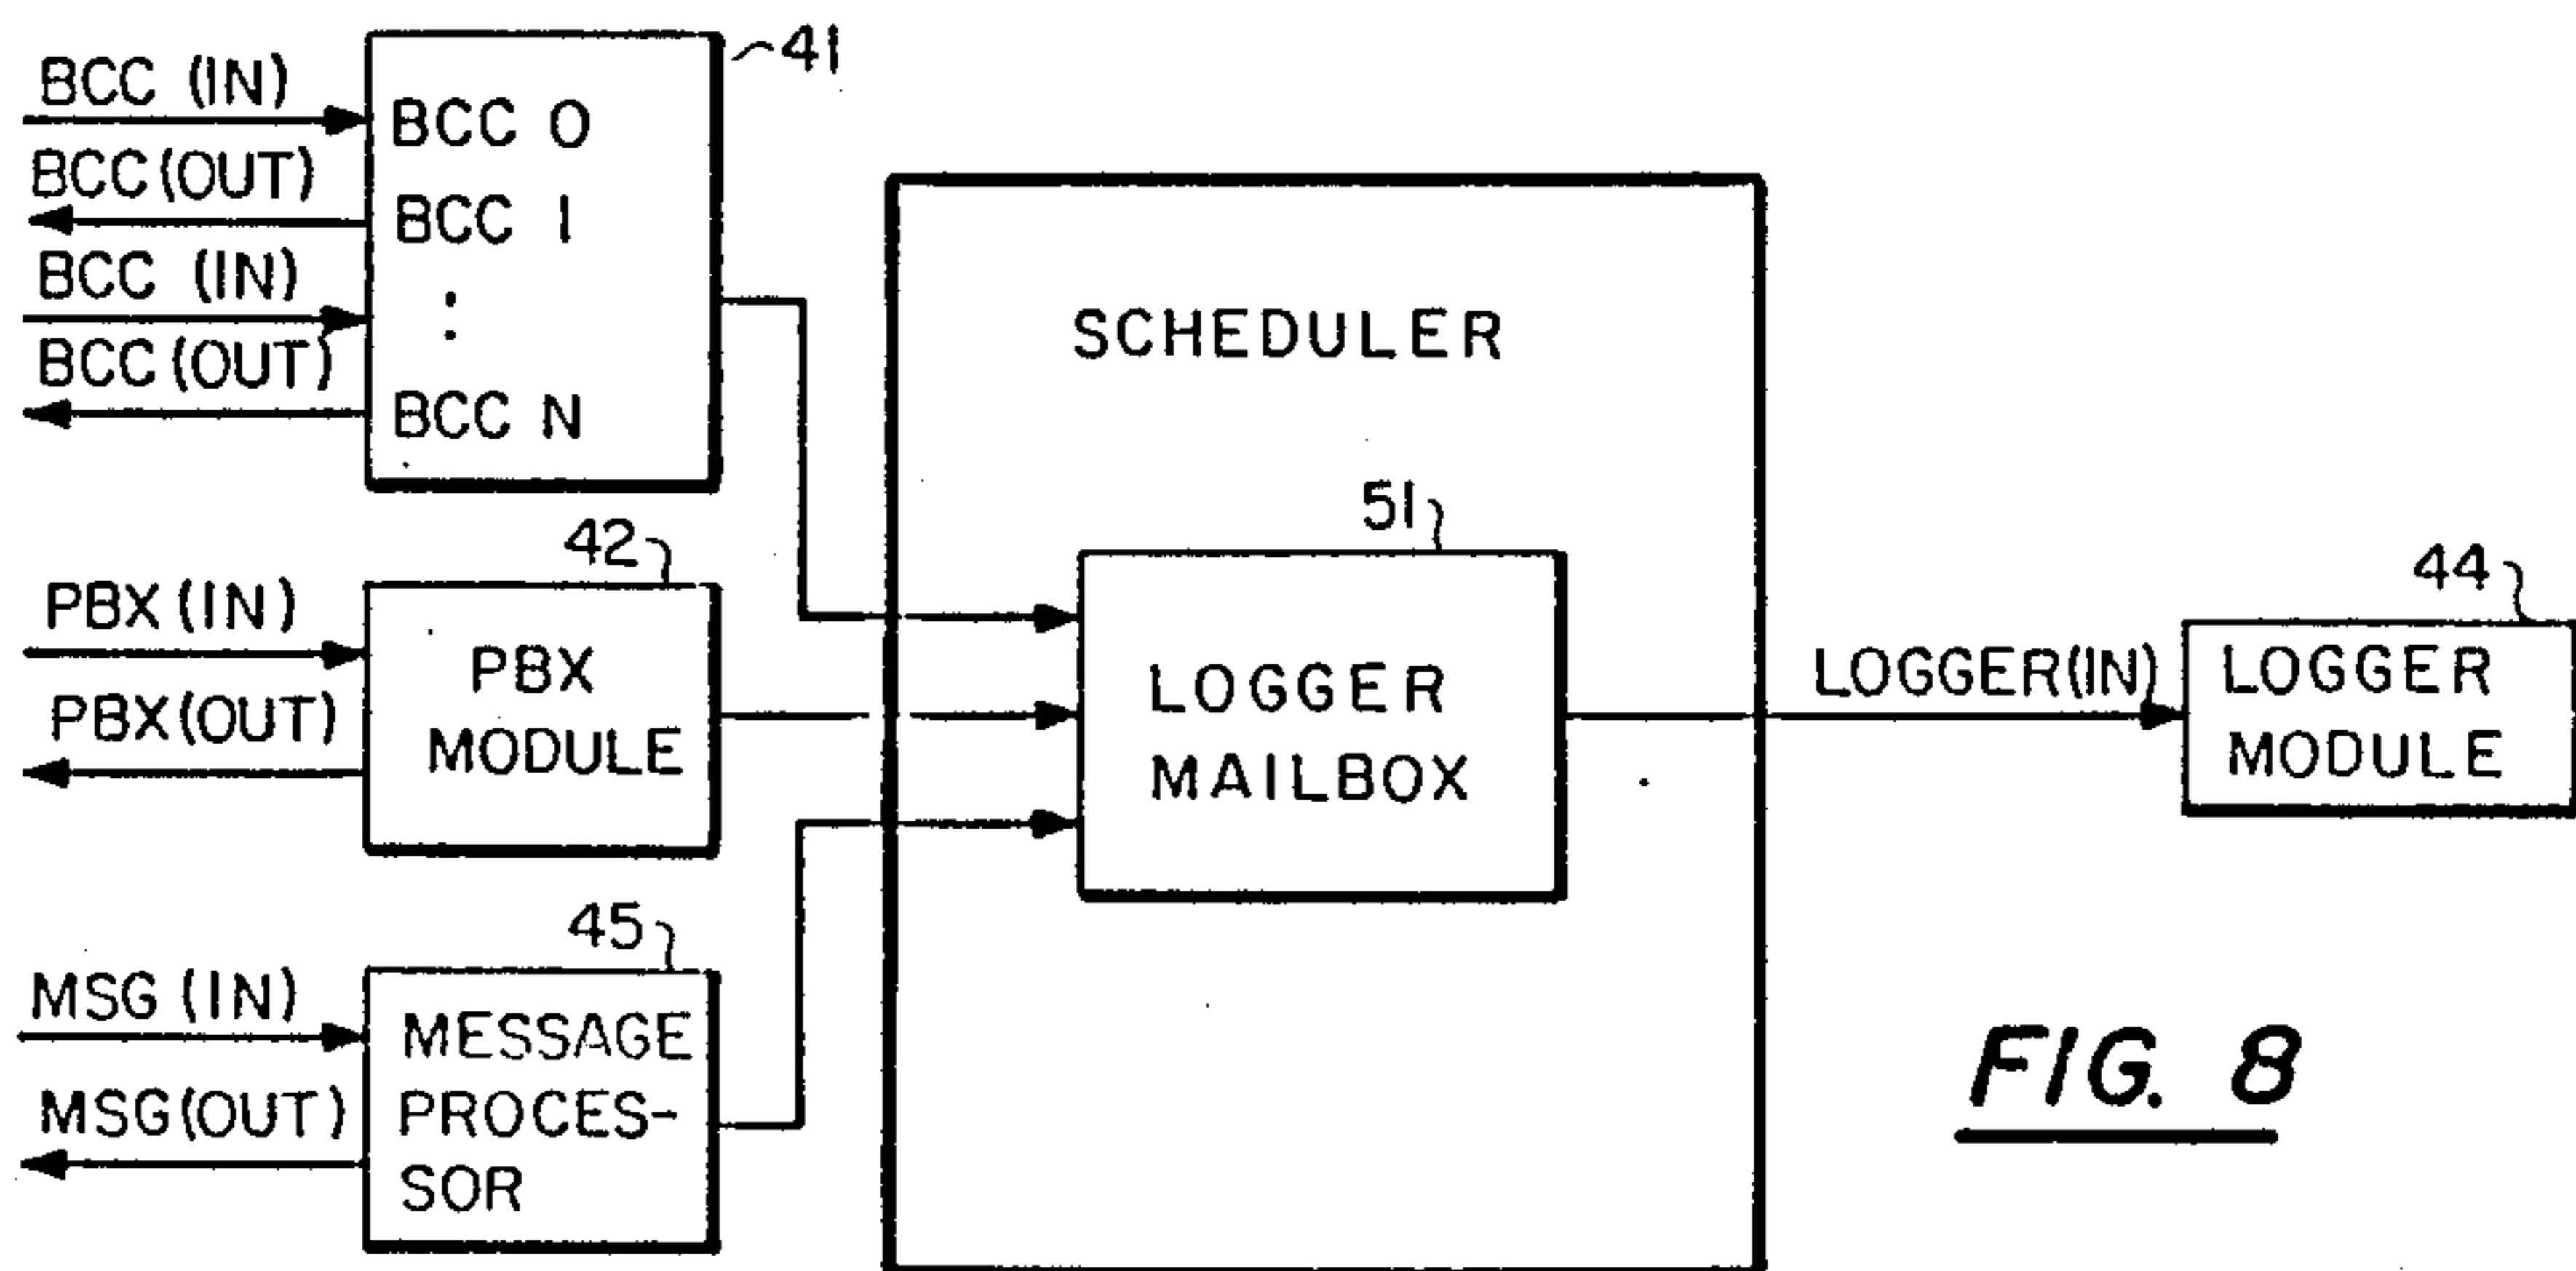 BCC (IN)
BCC (OUT)
BCC (IN)
BCC (OUT)
41
BCC 0
BCC 1
:
BCC N
PBX (IN)
PBX (OUT)
42
PBX
MODULE
MSG (IN)
MSG (OUT)
45
MESSAGE
PROCES-
SOR
SCHEDULER
51
LOGGER
MAILBOX
LOGGER(IN)
44
LOGGER
MODULE
FIG. 8